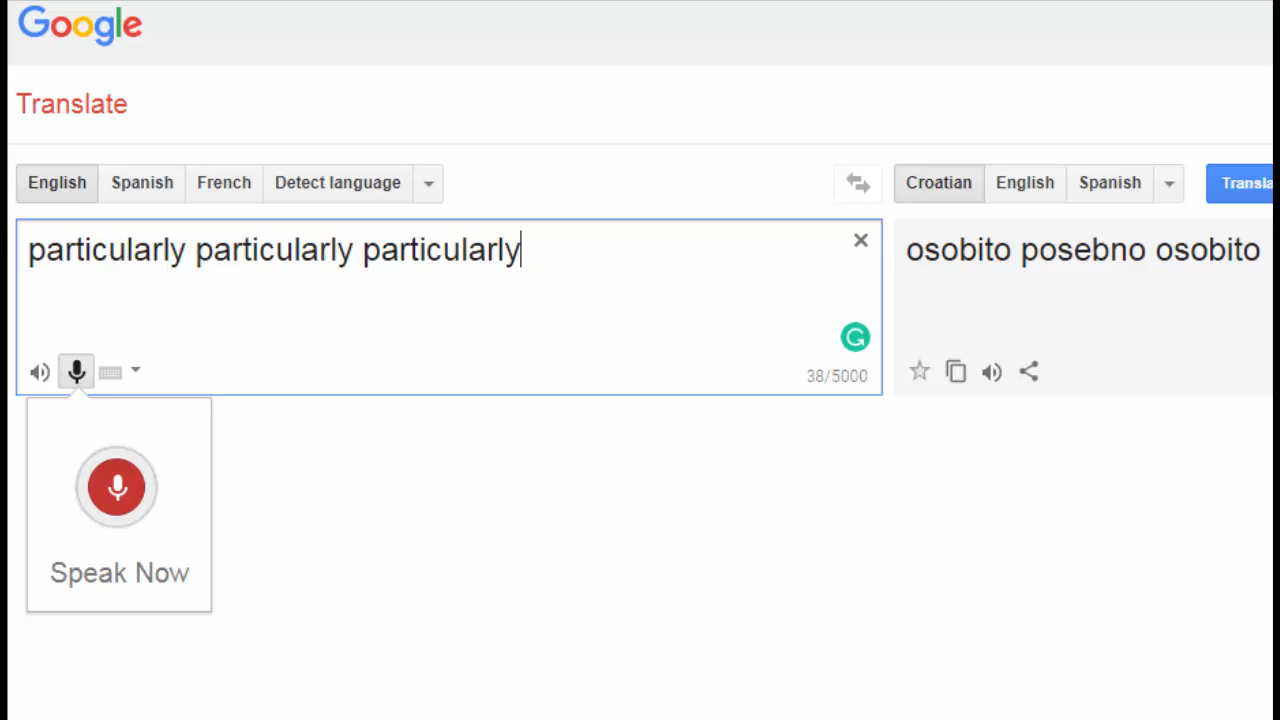 Google
Translate
English Spanish French Detect language Croatian English Spanish
particularly particularly particularly osobito posebno osobito
38/5000
Speak Now